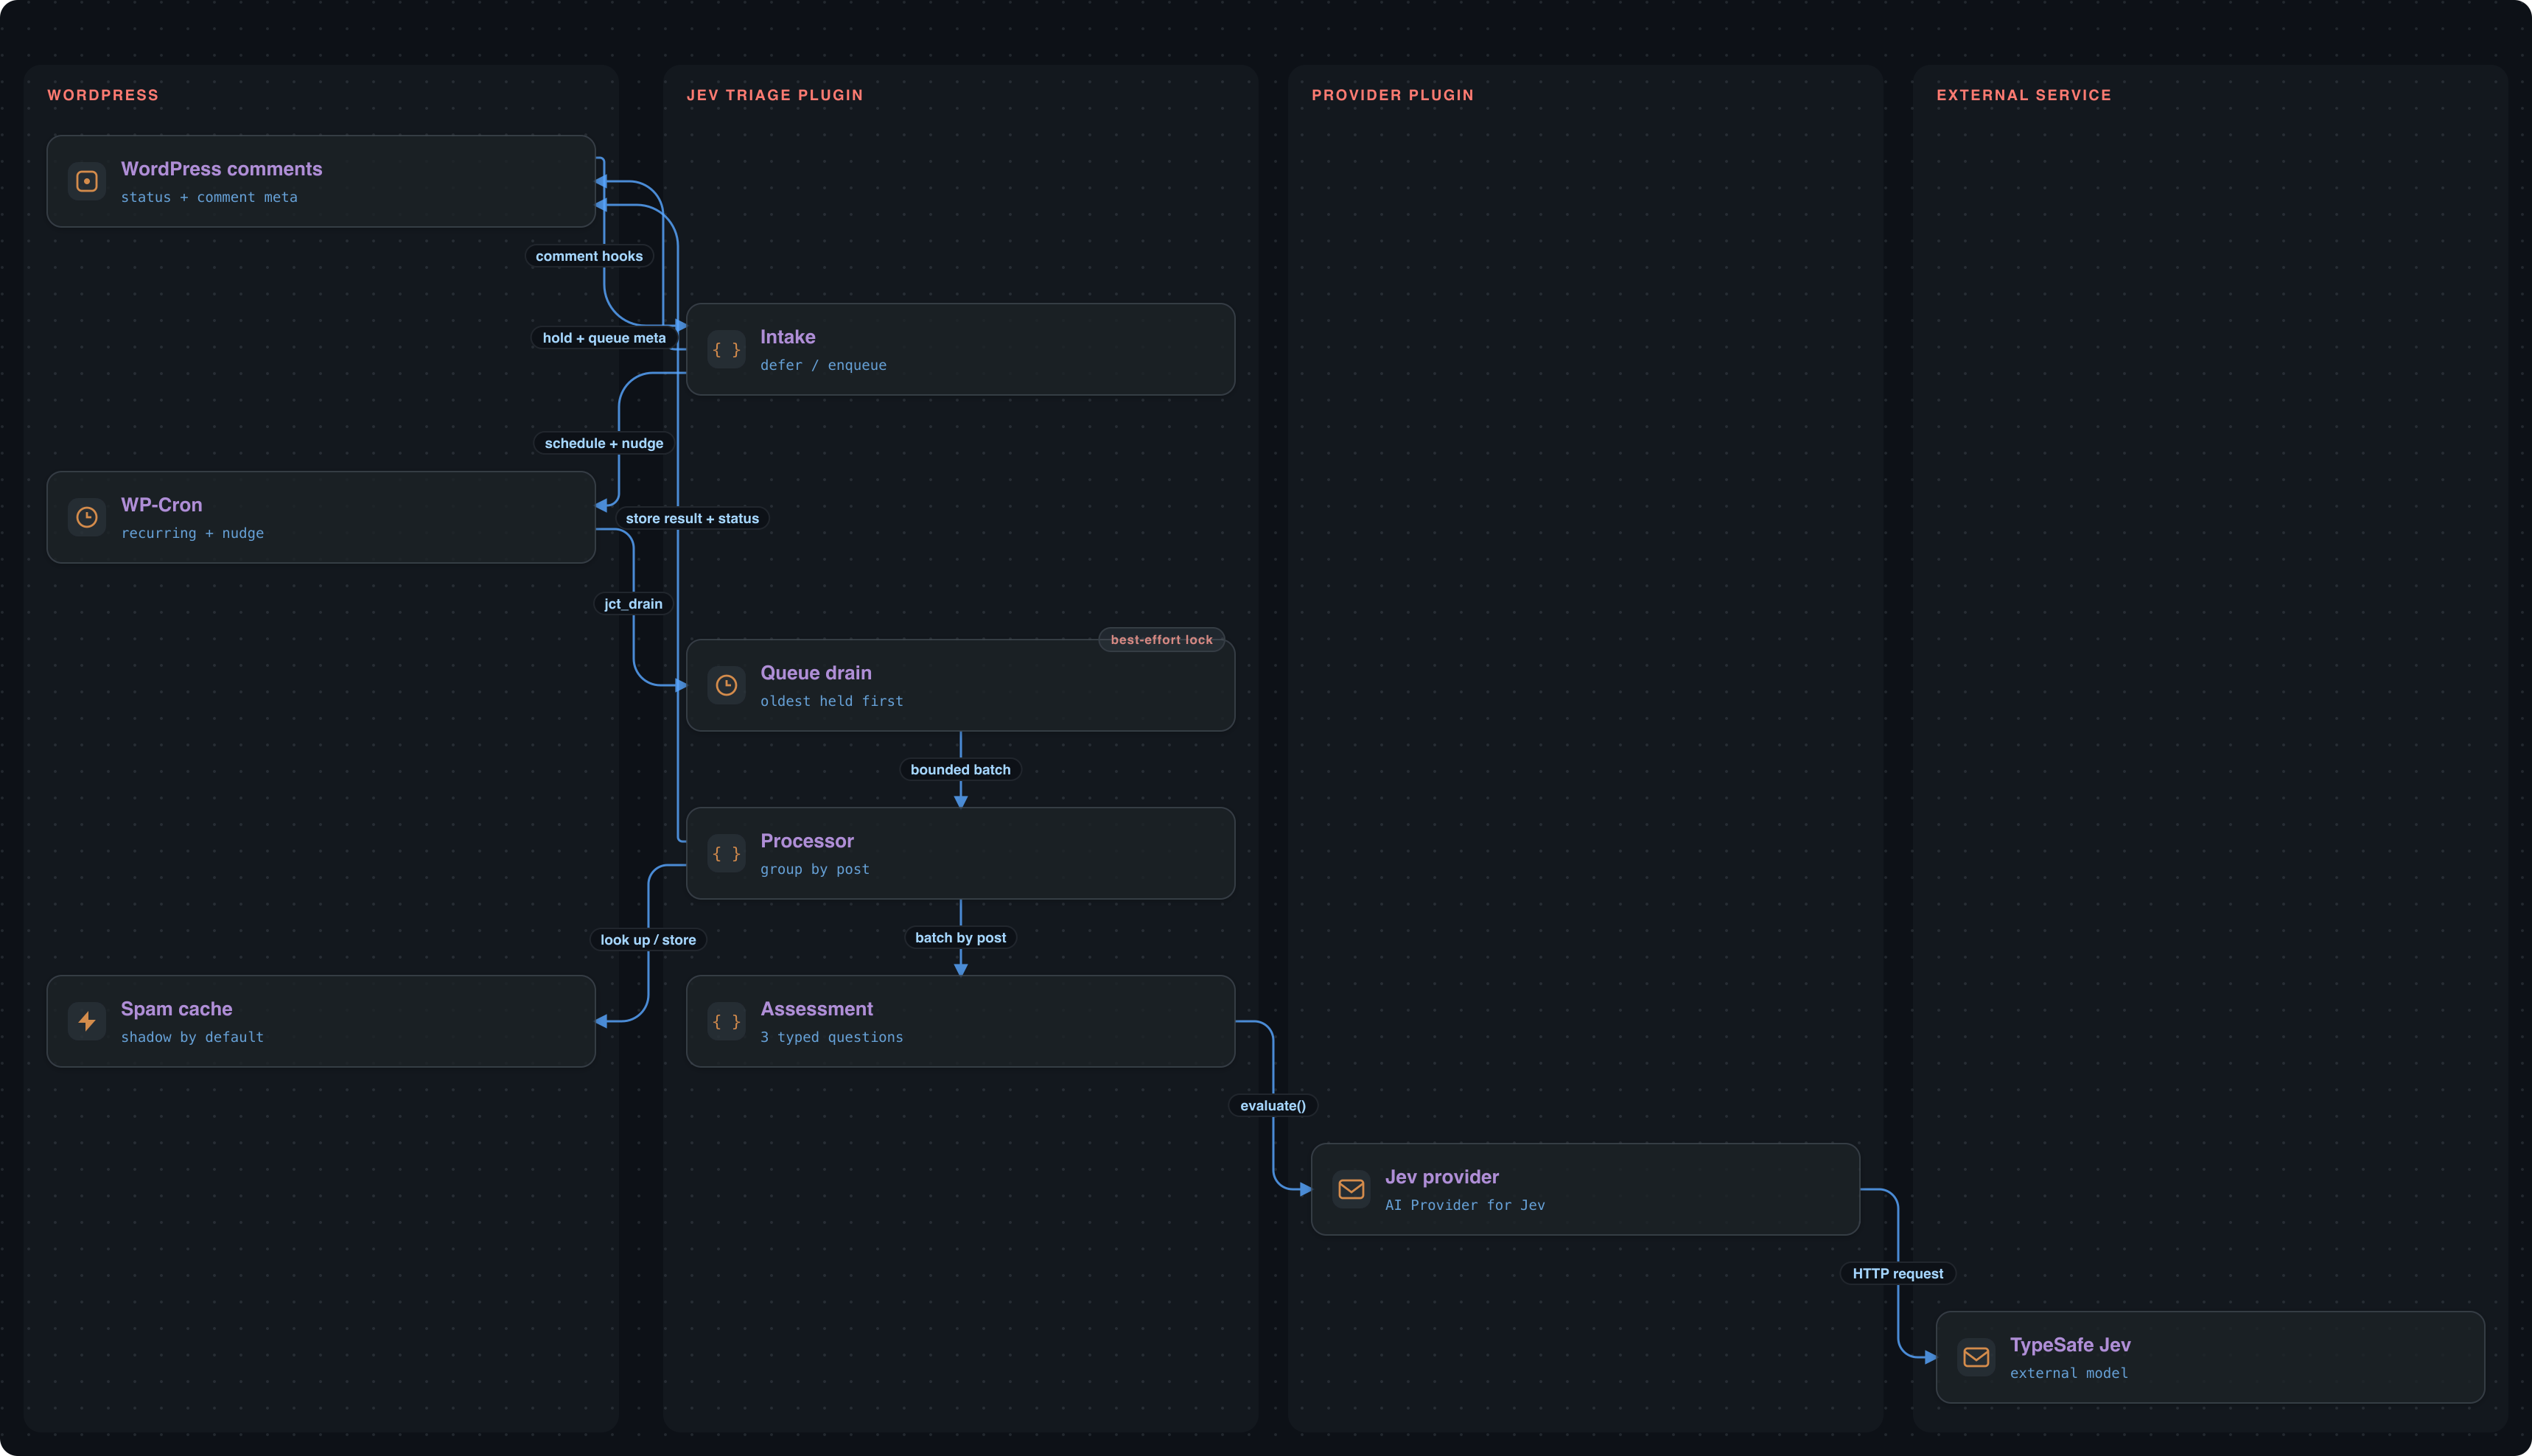 WORDPRESS
JEV TRIAGE PLUGIN
PROVIDER PLUGIN
EXTERNAL SERVICE
WordPress comments
status + comment meta
comment hooks
hold + queue meta
{ }
Intake
defer / enqueue
schedule + nudge
WP-Cron
recurring + nudge
store result + status
jct_drain
best-effort lock
Queue drain
oldest held first
bounded batch
{ }
Processor
group by post
look up / store
batch by post
Spam cache
shadow by default
{ }
Assessment
3 typed questions
evaluate()
Jev provider
AI Provider for Jev
HTTP request
TypeSafe Jev
external model